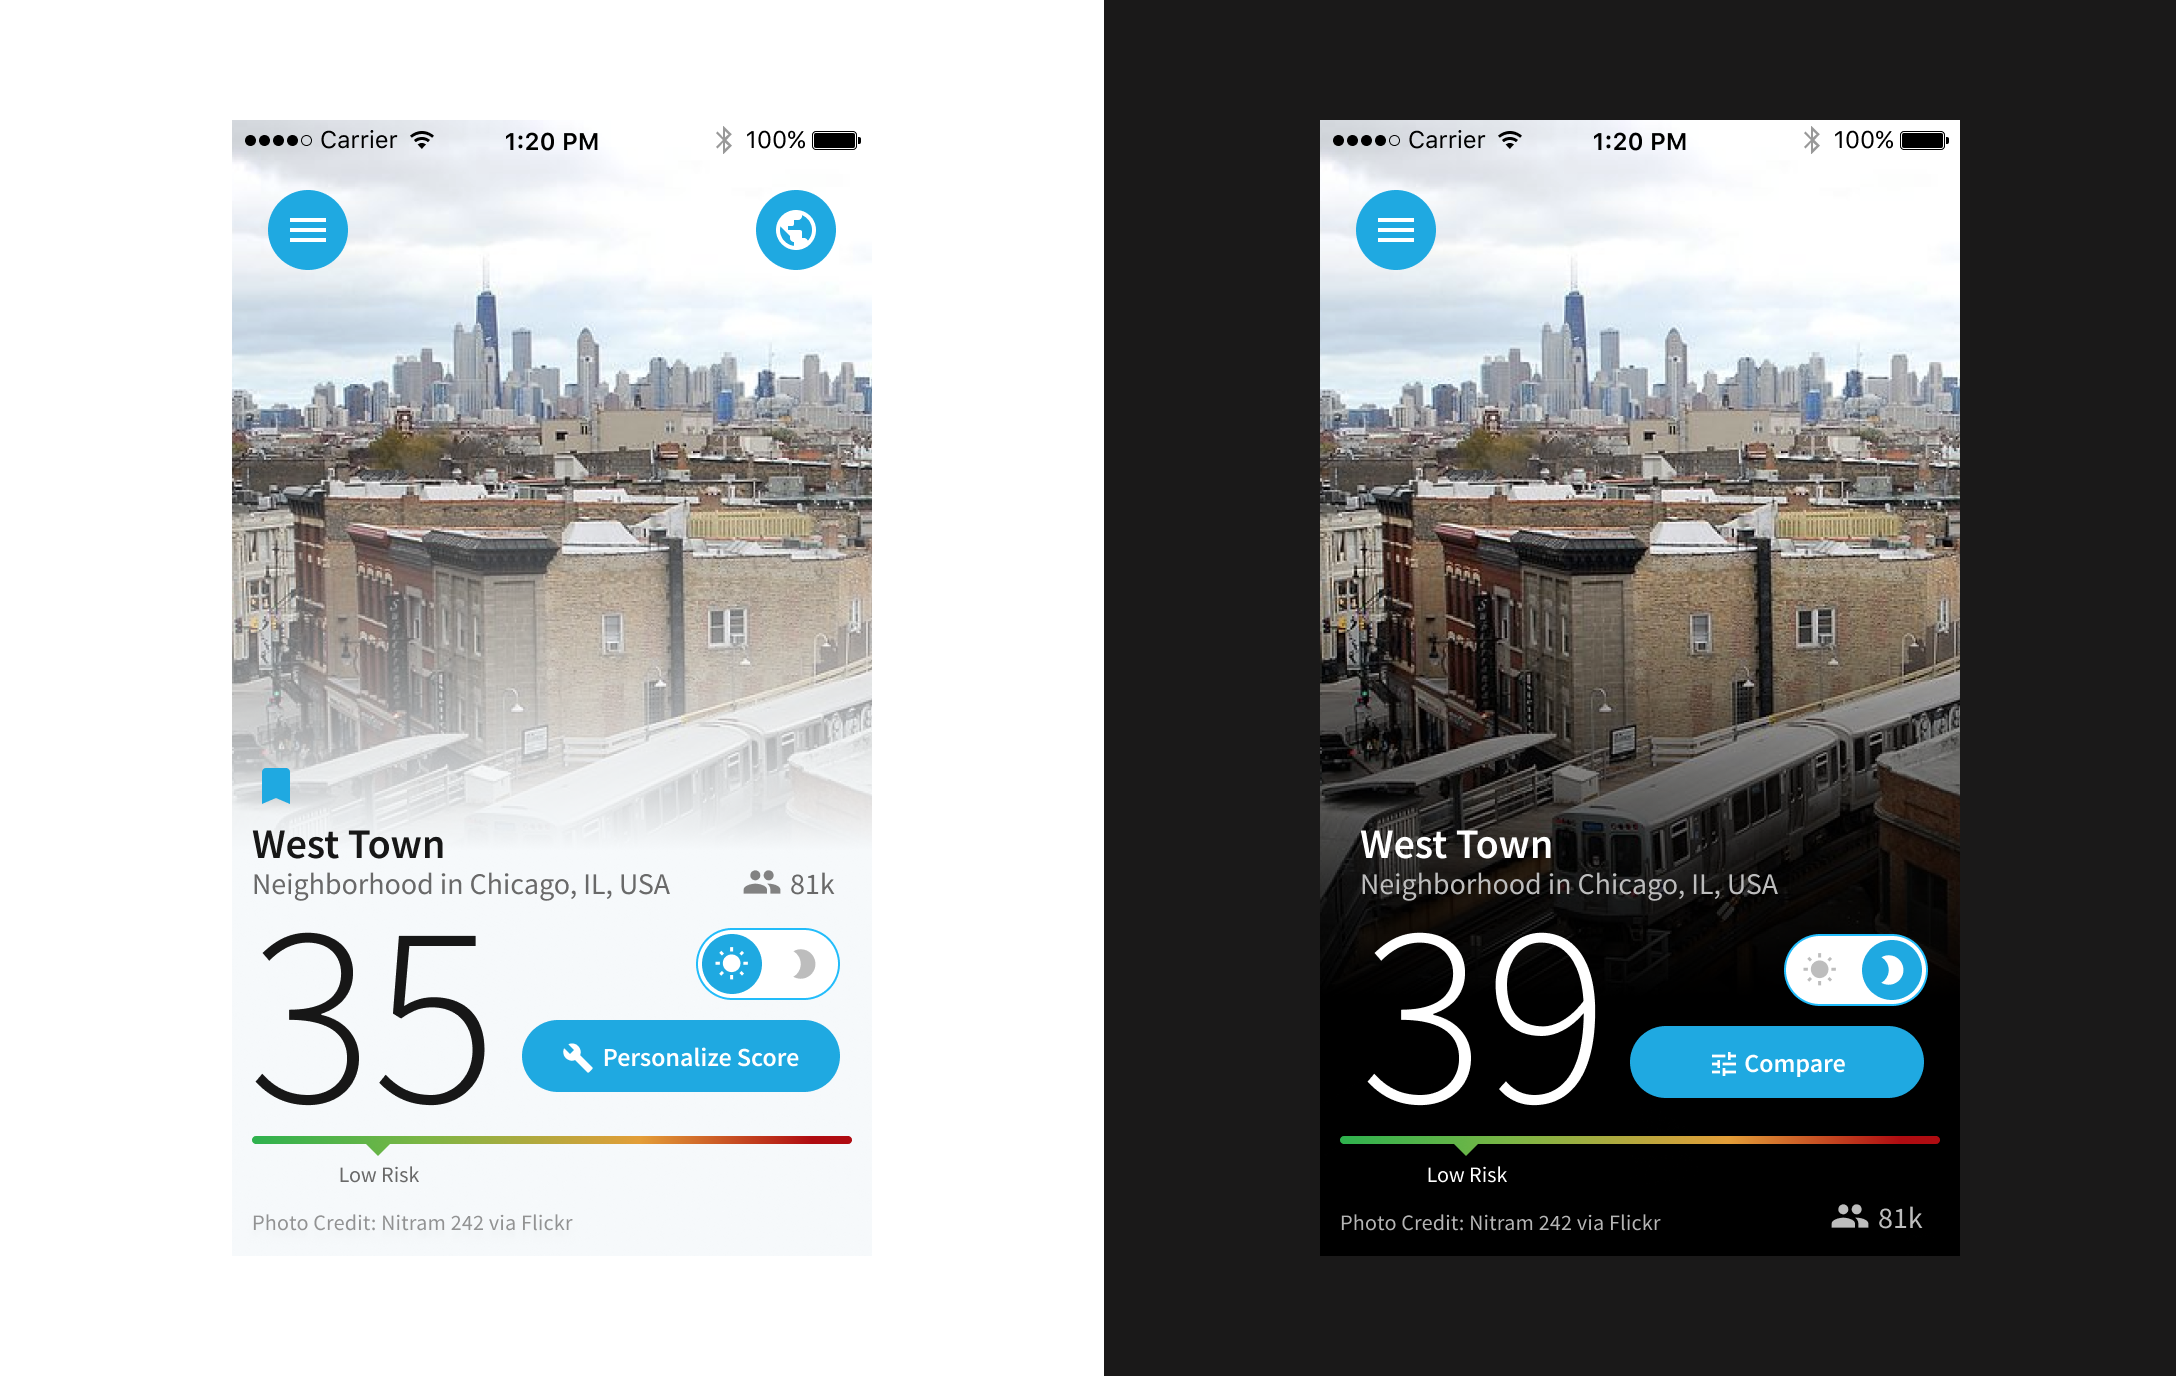 Carrier 1:20 PM 100%
West Town
Neighborhood in Chicago, IL, USA 81k
35
Personalize Score
Low Risk
Photo Credit: Nitram 242 via Flickr
Carrier 1:20 PM 100%
West Town
Neighborhood in Chicago, IL, USA
39
Compare
Low Risk
Photo Credit: Nitram 242 via Flickr 81k